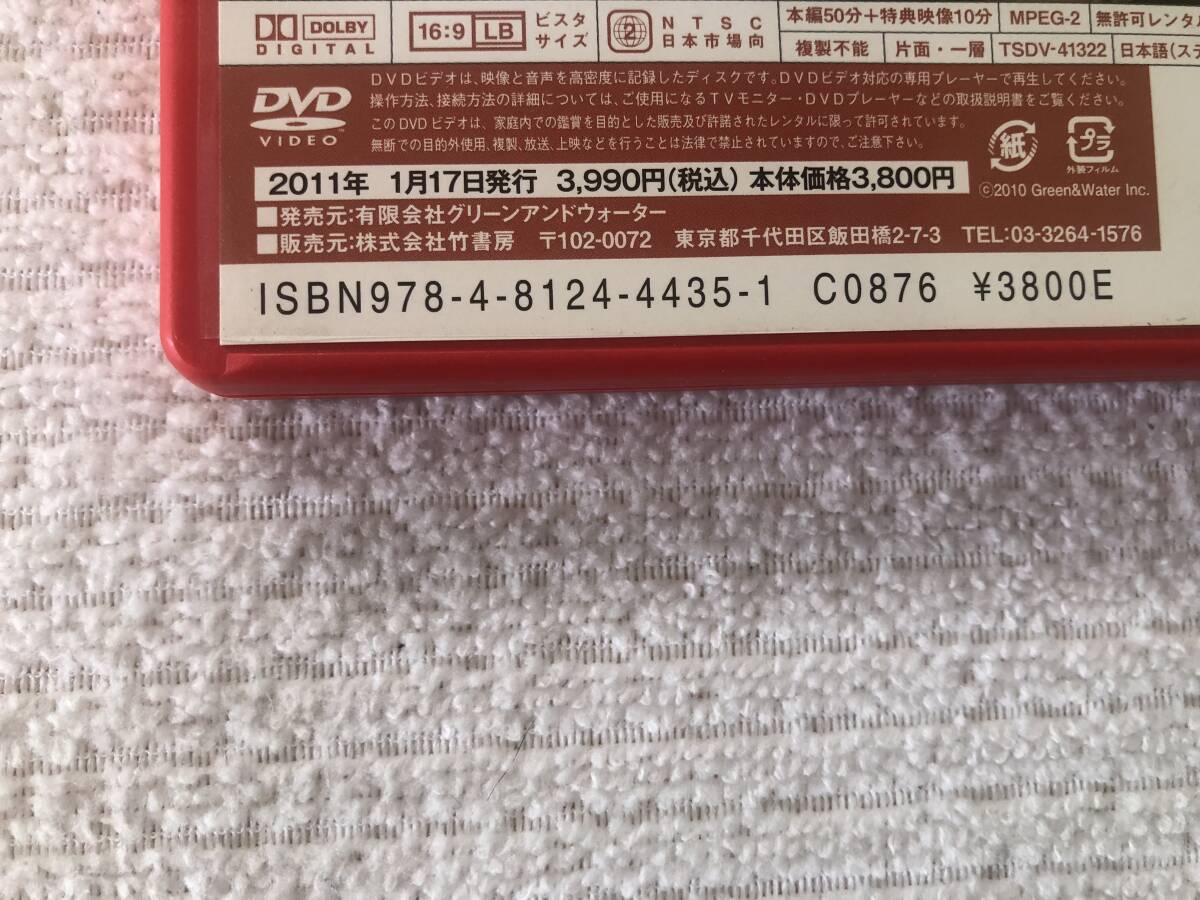 DOLBY DIGITAL
16:9 LB
ビスタサイズ
2
NTSC 日本市場向
本編50分+特典映像10分
MPEG-2
無許可レンタ
複製不能
片面・一層
TSDV-41322
日本語(ステ
DVD VIDEO TM
DVDビデオは、映像と音声を高密度に記録したディスクです。DVDビデオ対応の専用プレーヤーで再生してください。
操作方法、接続方法の詳細については、ご使用になるTVモニター・DVDプレーヤーなどの取扱説明書をご覧ください。
このDVDビデオは、家庭内での鑑賞を目的とした販売及び許諾されたレンタルに限って許可されています。
無断での目的外使用、複製、放送、上映などを行うことは法律で禁止されていますので、ご注意下さい。
紙
プラ
外装フィルム
2011年 1月17日発行 3,990円(税込) 本体価格3,800円
©2010 Green&Water Inc.
■発売元:有限会社グリーンアンドウォーター
■販売元:株式会社竹書房 〒102-0072 東京都千代田区飯田橋2-7-3 TEL:03-3264-1576
ISBN978-4-8124-4435-1 C0876 ¥3800E